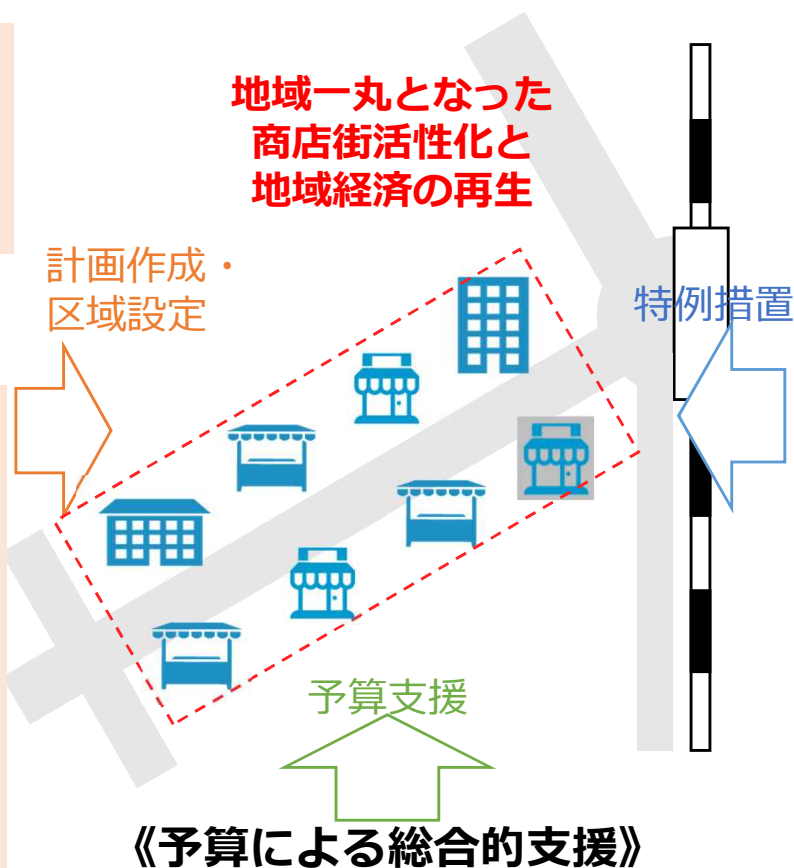 地域一丸となった
商店街活性化と
地域経済の再生
計画作成・
区域設定
特例措置
予算支援
《予算による総合的支援》